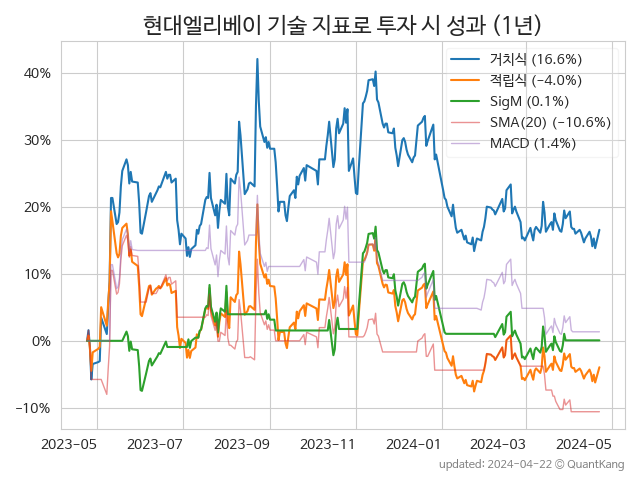 현대엘리베이 기술 지표로 투자 시 성과 (1년)
거치식 (16.6%)
적립식 (−4.0%)
SigM (0.1%)
SMA(20) (−10.6%)
MACD (1.4%)
40%
30%
20%
10%
0%
−10%
2023-05 2023-07 2023-09 2023-11 2024-01 2024-03 2024-05
updated: 2024-04-22 © QuantKang